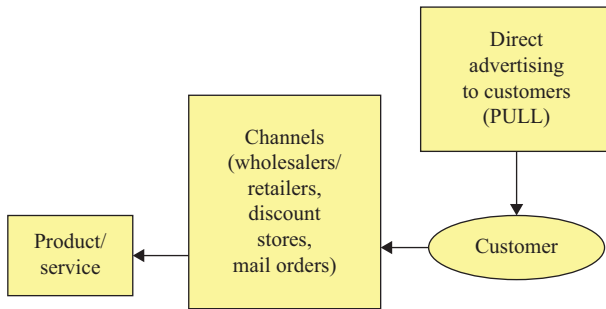 Direct
advertising
to customers
(PULL)
Channels
(wholesalers/
retailers,
discount
stores,
mail orders)
Product/
service
Customer